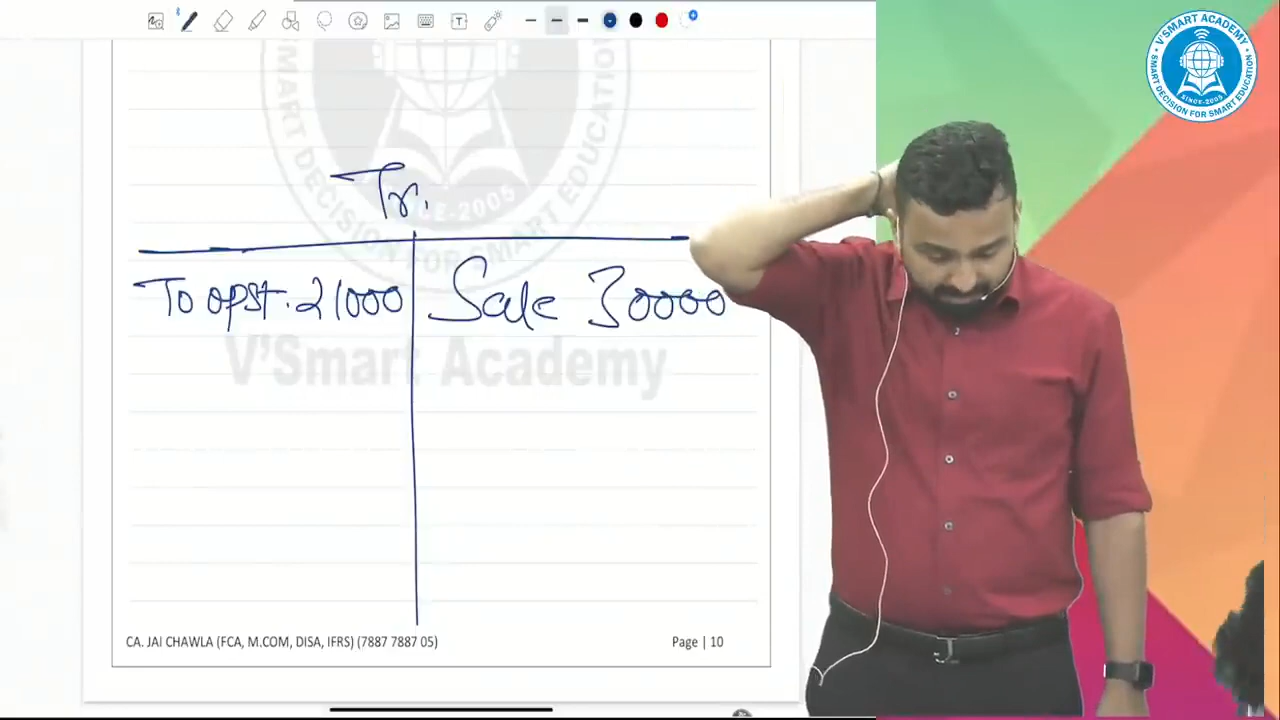 V'SMART ACADEMY
SMART DECISION FOR SMART EDUCATION
SINCE-2005
Tr.
To opst. 21000
Sale 30000
V'Smart Academy
CA. JAI CHAWLA (FCA, M.COM, DISA, IFRS) (7887 7887 05)
Page | 10